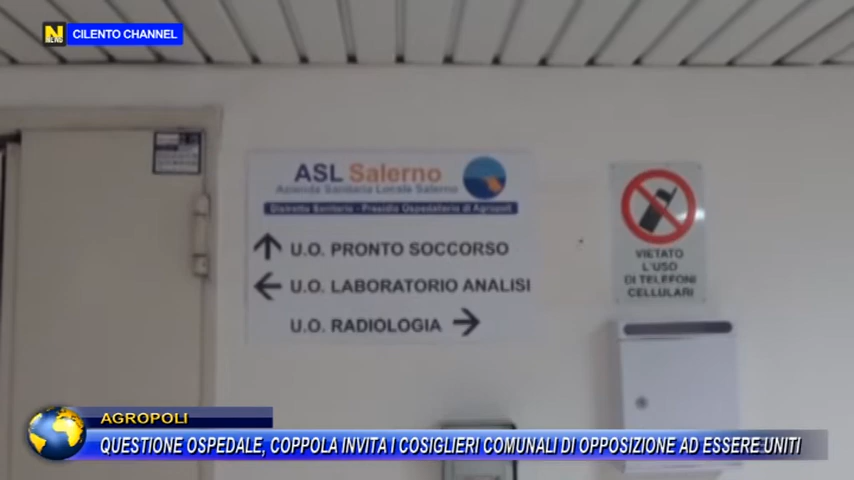 CILENTO CHANNEL
ASL Salerno
Azienda Sanitaria Locale Salerno
Distretto Sanitario - Presidio Ospedaliero di Agropoli
U.O. PRONTO SOCCORSO
U.O. LABORATORIO ANALISI
U.O. RADIOLOGIA
VIETATO
L'USO
DI TELEFONI
CELLULARI
AGROPOLI
QUESTIONE OSPEDALE, COPPOLA INVITA I COSIGLIERI COMUNALI DI OPPOSIZIONE AD ESSERE UNITI